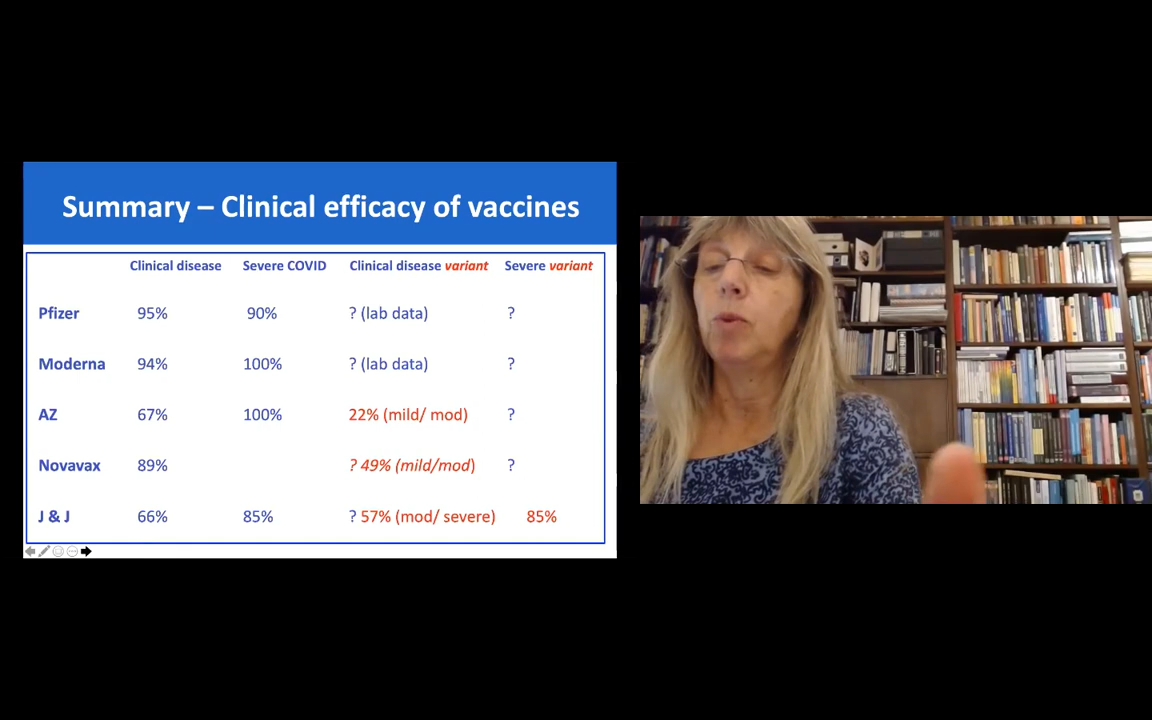 Summary – Clinical efficacy of vaccines
Clinical disease Severe COVID Clinical disease variant Severe variant
Pfizer 95% 90% ? (lab data) ?
Moderna 94% 100% ? (lab data) ?
AZ 67% 100% 22% (mild/ mod) ?
Novavax 89% ? 49% (mild/mod) ?
J & J 66% 85% ? 57% (mod/ severe) 85%